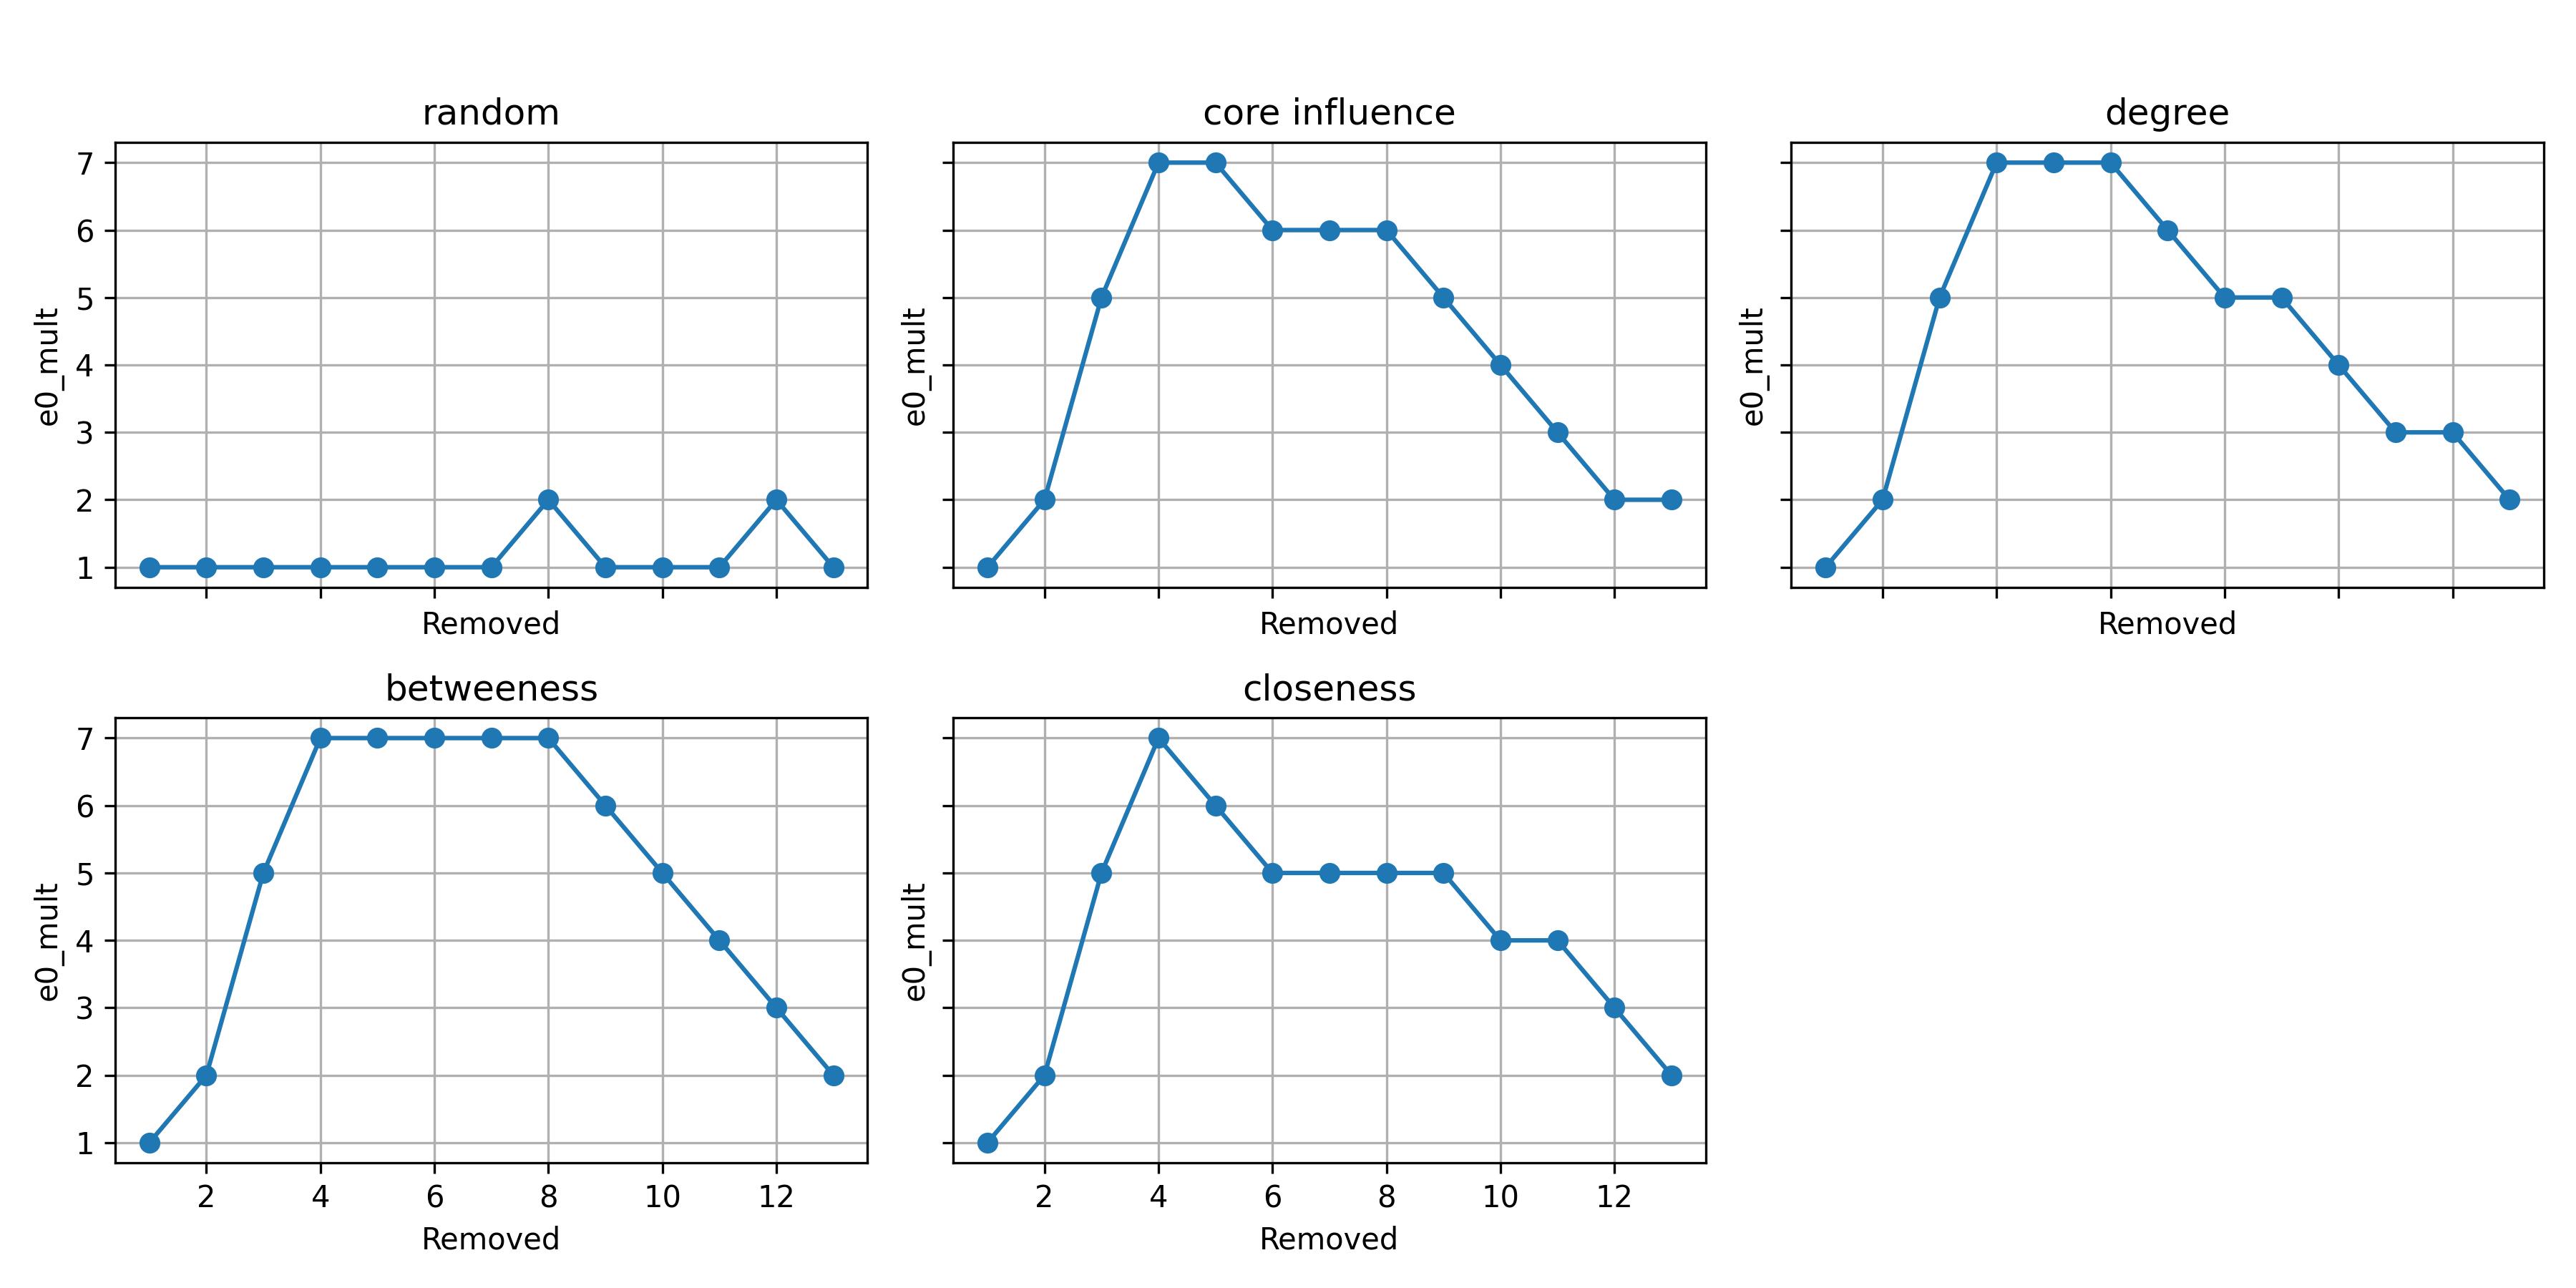 random
core influence
degree
7
6
5
4
3
2
1
e0_mult
e0_mult
e0_mult
Removed
Removed
Removed
betweeness
closeness
7
6
5
4
3
2
1
e0_mult
e0_mult
2 4 6 8 10 12
2 4 6 8 10 12
Removed
Removed